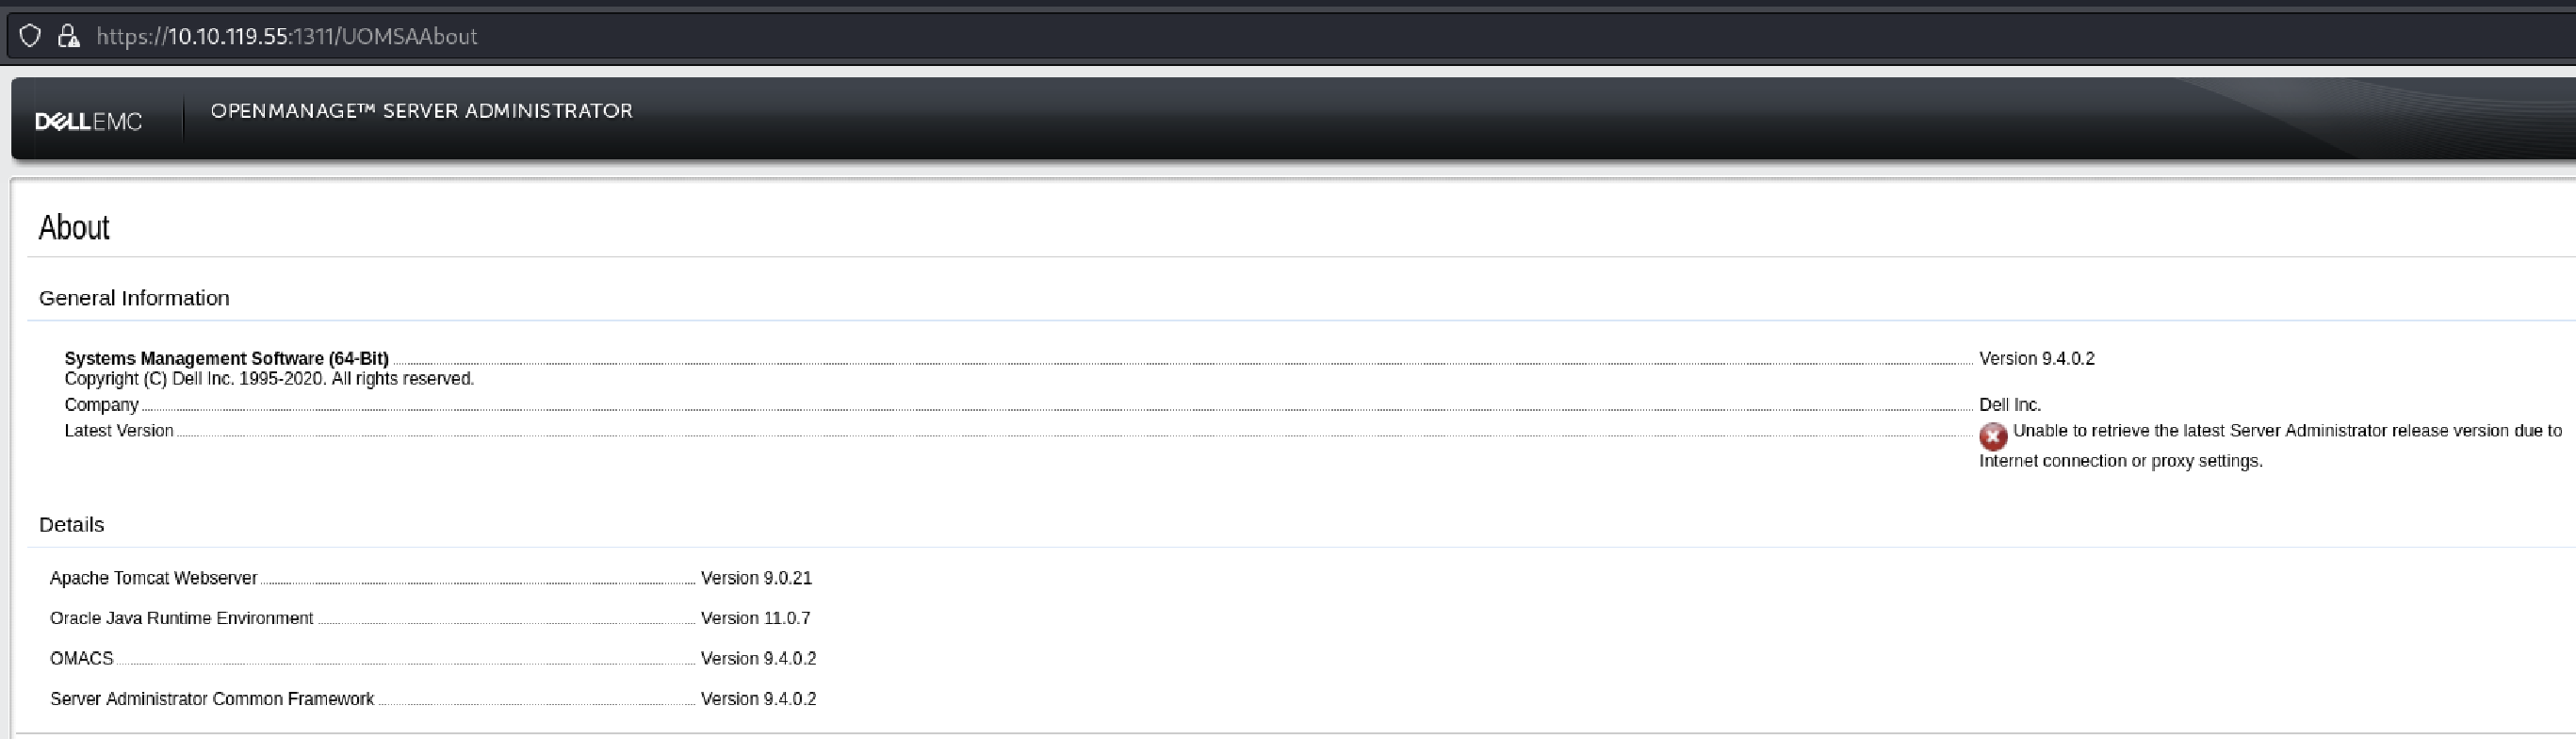 https://10.10.119.55:1311/UOMSAAbout
DELLEMC
OPENMANAGE™ SERVER ADMINISTRATOR
About
General Information
Systems Management Software (64-Bit) Version 9.4.0.2
Copyright (C) Dell Inc. 1995-2020. All rights reserved.
Company Dell Inc.
Latest Version Unable to retrieve the latest Server Administrator release version due to
Internet connection or proxy settings.
Details
Apache Tomcat Webserver Version 9.0.21
Oracle Java Runtime Environment Version 11.0.7
OMACS Version 9.4.0.2
Server Administrator Common Framework Version 9.4.0.2